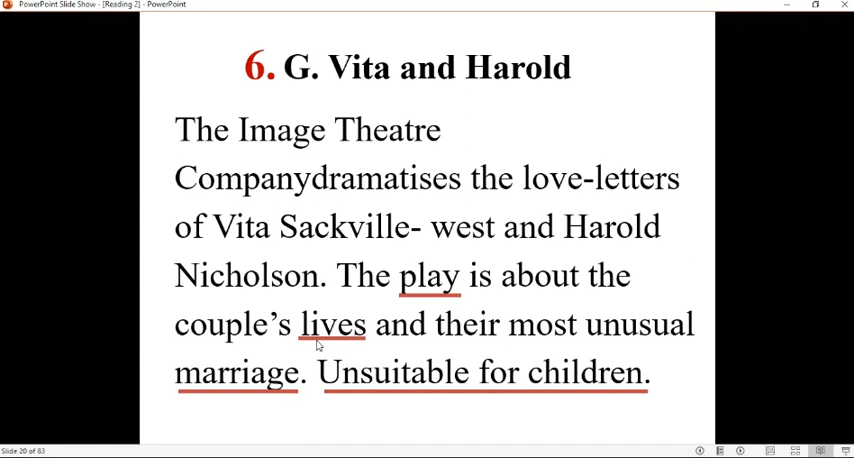 PowerPoint Slide Show - [Reading 2] - PowerPoint
6. G. Vita and Harold
The Image Theatre
Companydramatises the love-letters
of Vita Sackville- west and Harold
Nicholson. The play is about the
couple’s lives and their most unusual
marriage. Unsuitable for children.
Slide 20 of 83